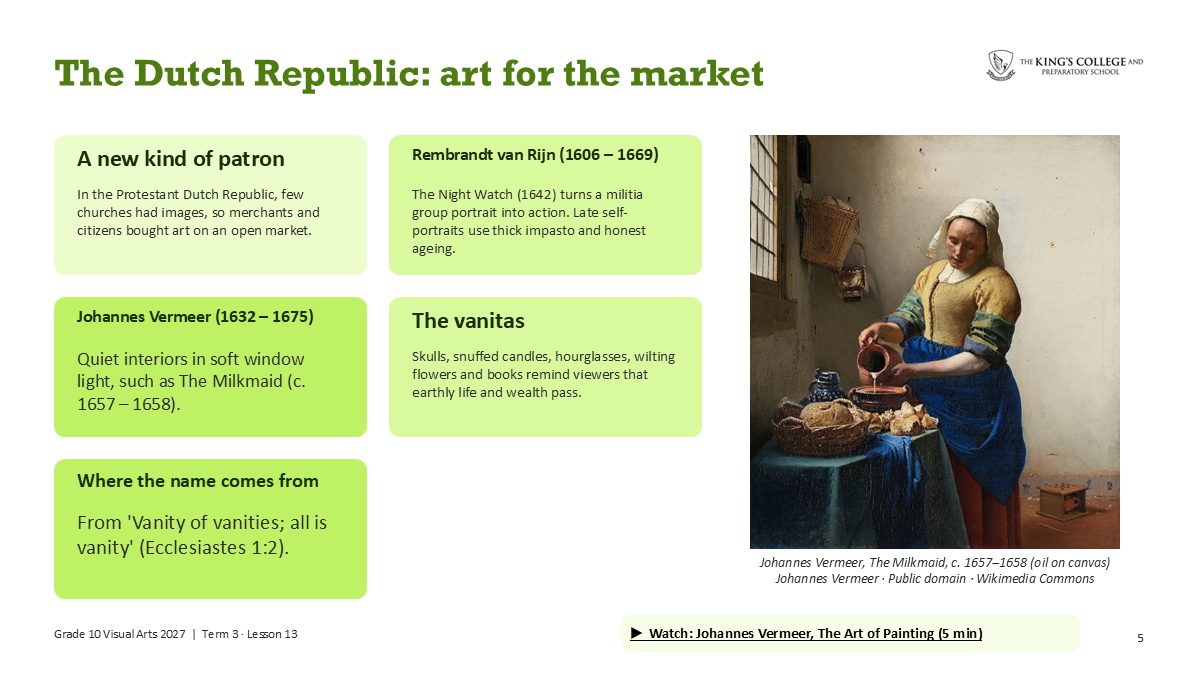 The Dutch Republic: art for the market
THE KING'S COLLEGE AND
PREPARATORY SCHOOL
A new kind of patron
In the Protestant Dutch Republic, few
churches had images, so merchants and
citizens bought art on an open market.
Rembrandt van Rijn (1606 – 1669)
The Night Watch (1642) turns a militia
group portrait into action. Late self-
portraits use thick impasto and honest
ageing.
Johannes Vermeer (1632 – 1675)
Quiet interiors in soft window
light, such as The Milkmaid (c.
1657 – 1658).
The vanitas
Skulls, snuffed candles, hourglasses, wilting
flowers and books remind viewers that
earthly life and wealth pass.
Where the name comes from
From 'Vanity of vanities; all is
vanity' (Ecclesiastes 1:2).
Johannes Vermeer, The Milkmaid, c. 1657–1658 (oil on canvas)
Johannes Vermeer · Public domain · Wikimedia Commons
Grade 10 Visual Arts 2027 | Term 3 · Lesson 13
▶ Watch: Johannes Vermeer, The Art of Painting (5 min)
5